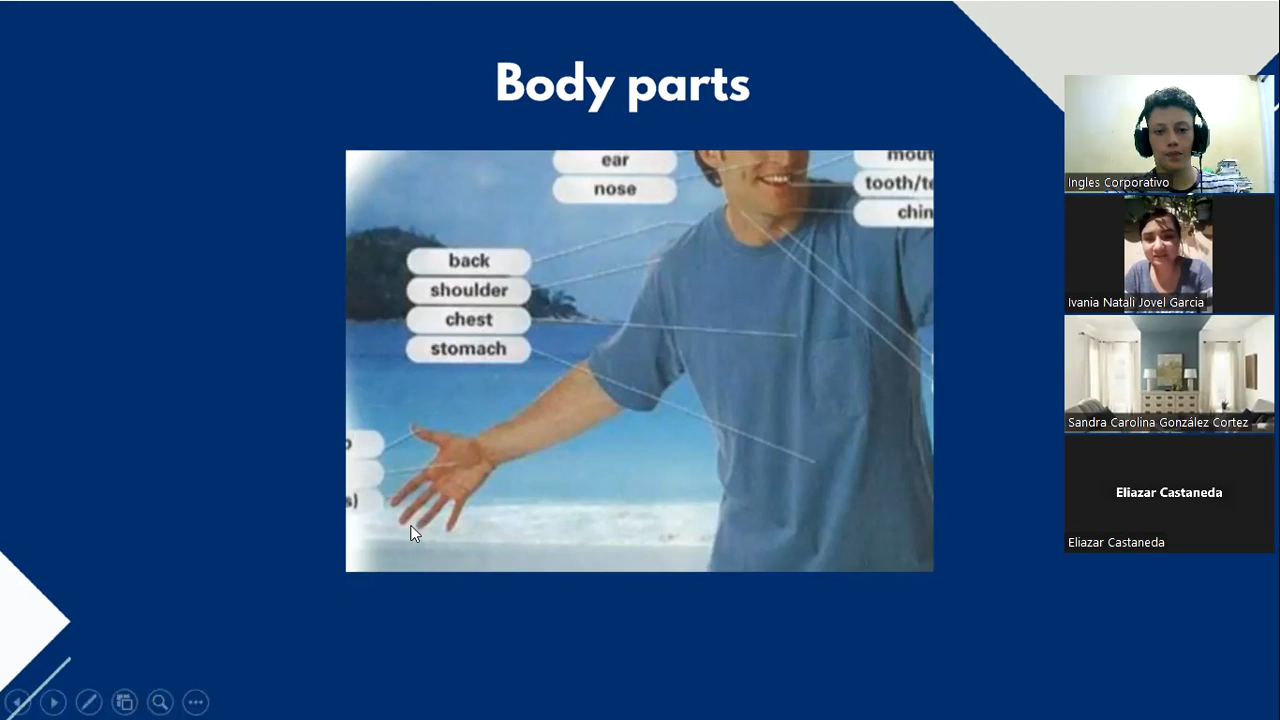 Body parts
ear
nose
mout
tooth/te
chin
back
shoulder
chest
stomach
s)
Ingles Corporativo
Ivania Natali Jovel Garcia
Sandra Carolina González Cortez
Eliazar Castaneda
Eliazar Castaneda